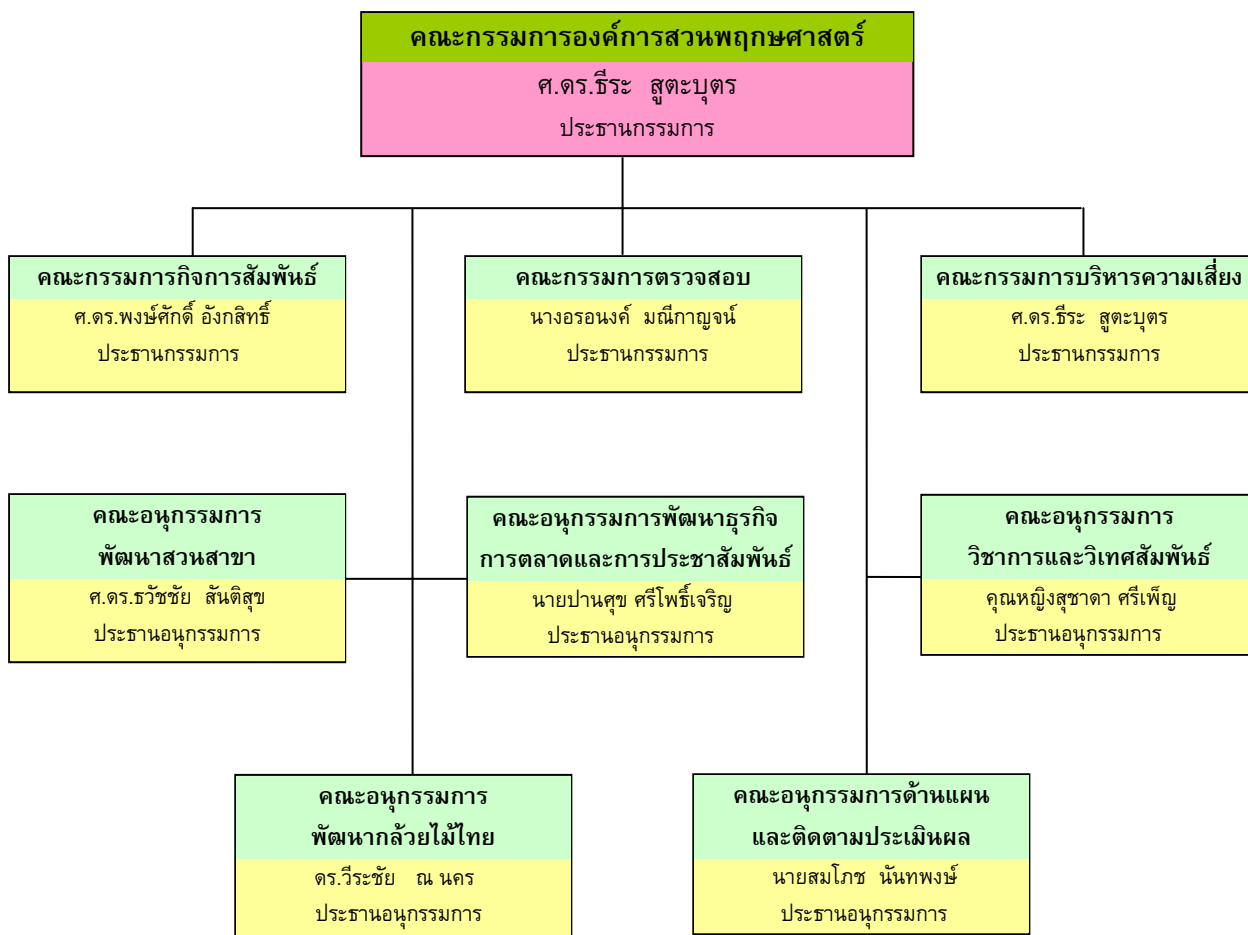 คณะกรรมการองค์การสวนพฤกษศาสตร์
ศ.ดร.ธีระ สูตะบุตร
ประธานกรรมการ
คณะกรรมการกิจการสัมพันธ์
ศ.ดร.พงษ์ศักดิ์ อังกสิทธิ์
ประธานกรรมการ
คณะกรรมการตรวจสอบ
นางอรอนงค์ มณีกาญจน์
ประธานกรรมการ
คณะกรรมการบริหารความเสี่ยง
ศ.ดร.ธีระ สูตะบุตร
ประธานกรรมการ
คณะอนุกรรมการ
พัฒนาสวนสาขา
ศ.ดร.ธวัชชัย สันติสุข
ประธานอนุกรรมการ
คณะอนุกรรมการพัฒนาธุรกิจ
การตลาดและการประชาสัมพันธ์
นายปานศุข ศรีโพธิ์เจริญ
ประธานอนุกรรมการ
คณะอนุกรรมการ
วิชาการและวิเทศสัมพันธ์
คุณหญิงสุชาดา ศรีเพ็ญ
ประธานอนุกรรมการ
คณะอนุกรรมการ
พัฒนากล้วยไม้ไทย
ดร.วีระชัย ณ นคร
ประธานอนุกรรมการ
คณะอนุกรรมการด้านแผน
และติดตามประเมินผล
นายสมโภช นันทพงษ์
ประธานอนุกรรมการ